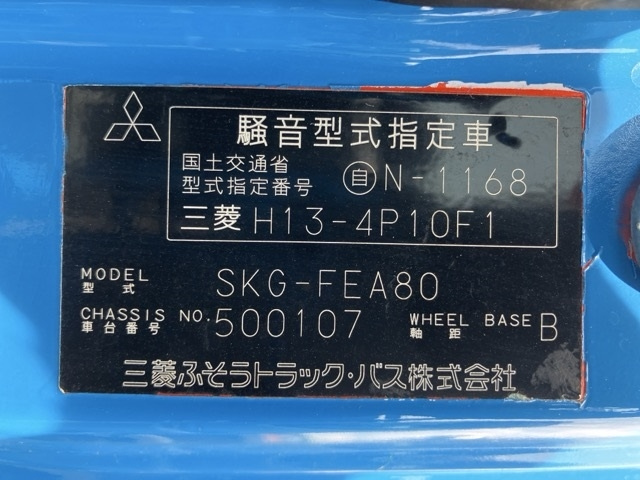 騒音型式指定車
国土交通省
型式指定番号 自 N-1168
三菱 H13-4P10F1
MODEL
型式 SKG-FEA80
CHASSIS NO. 500107 WHEEL BASE B
車台番号 軸距
三菱ふそうトラック・バス株式会社